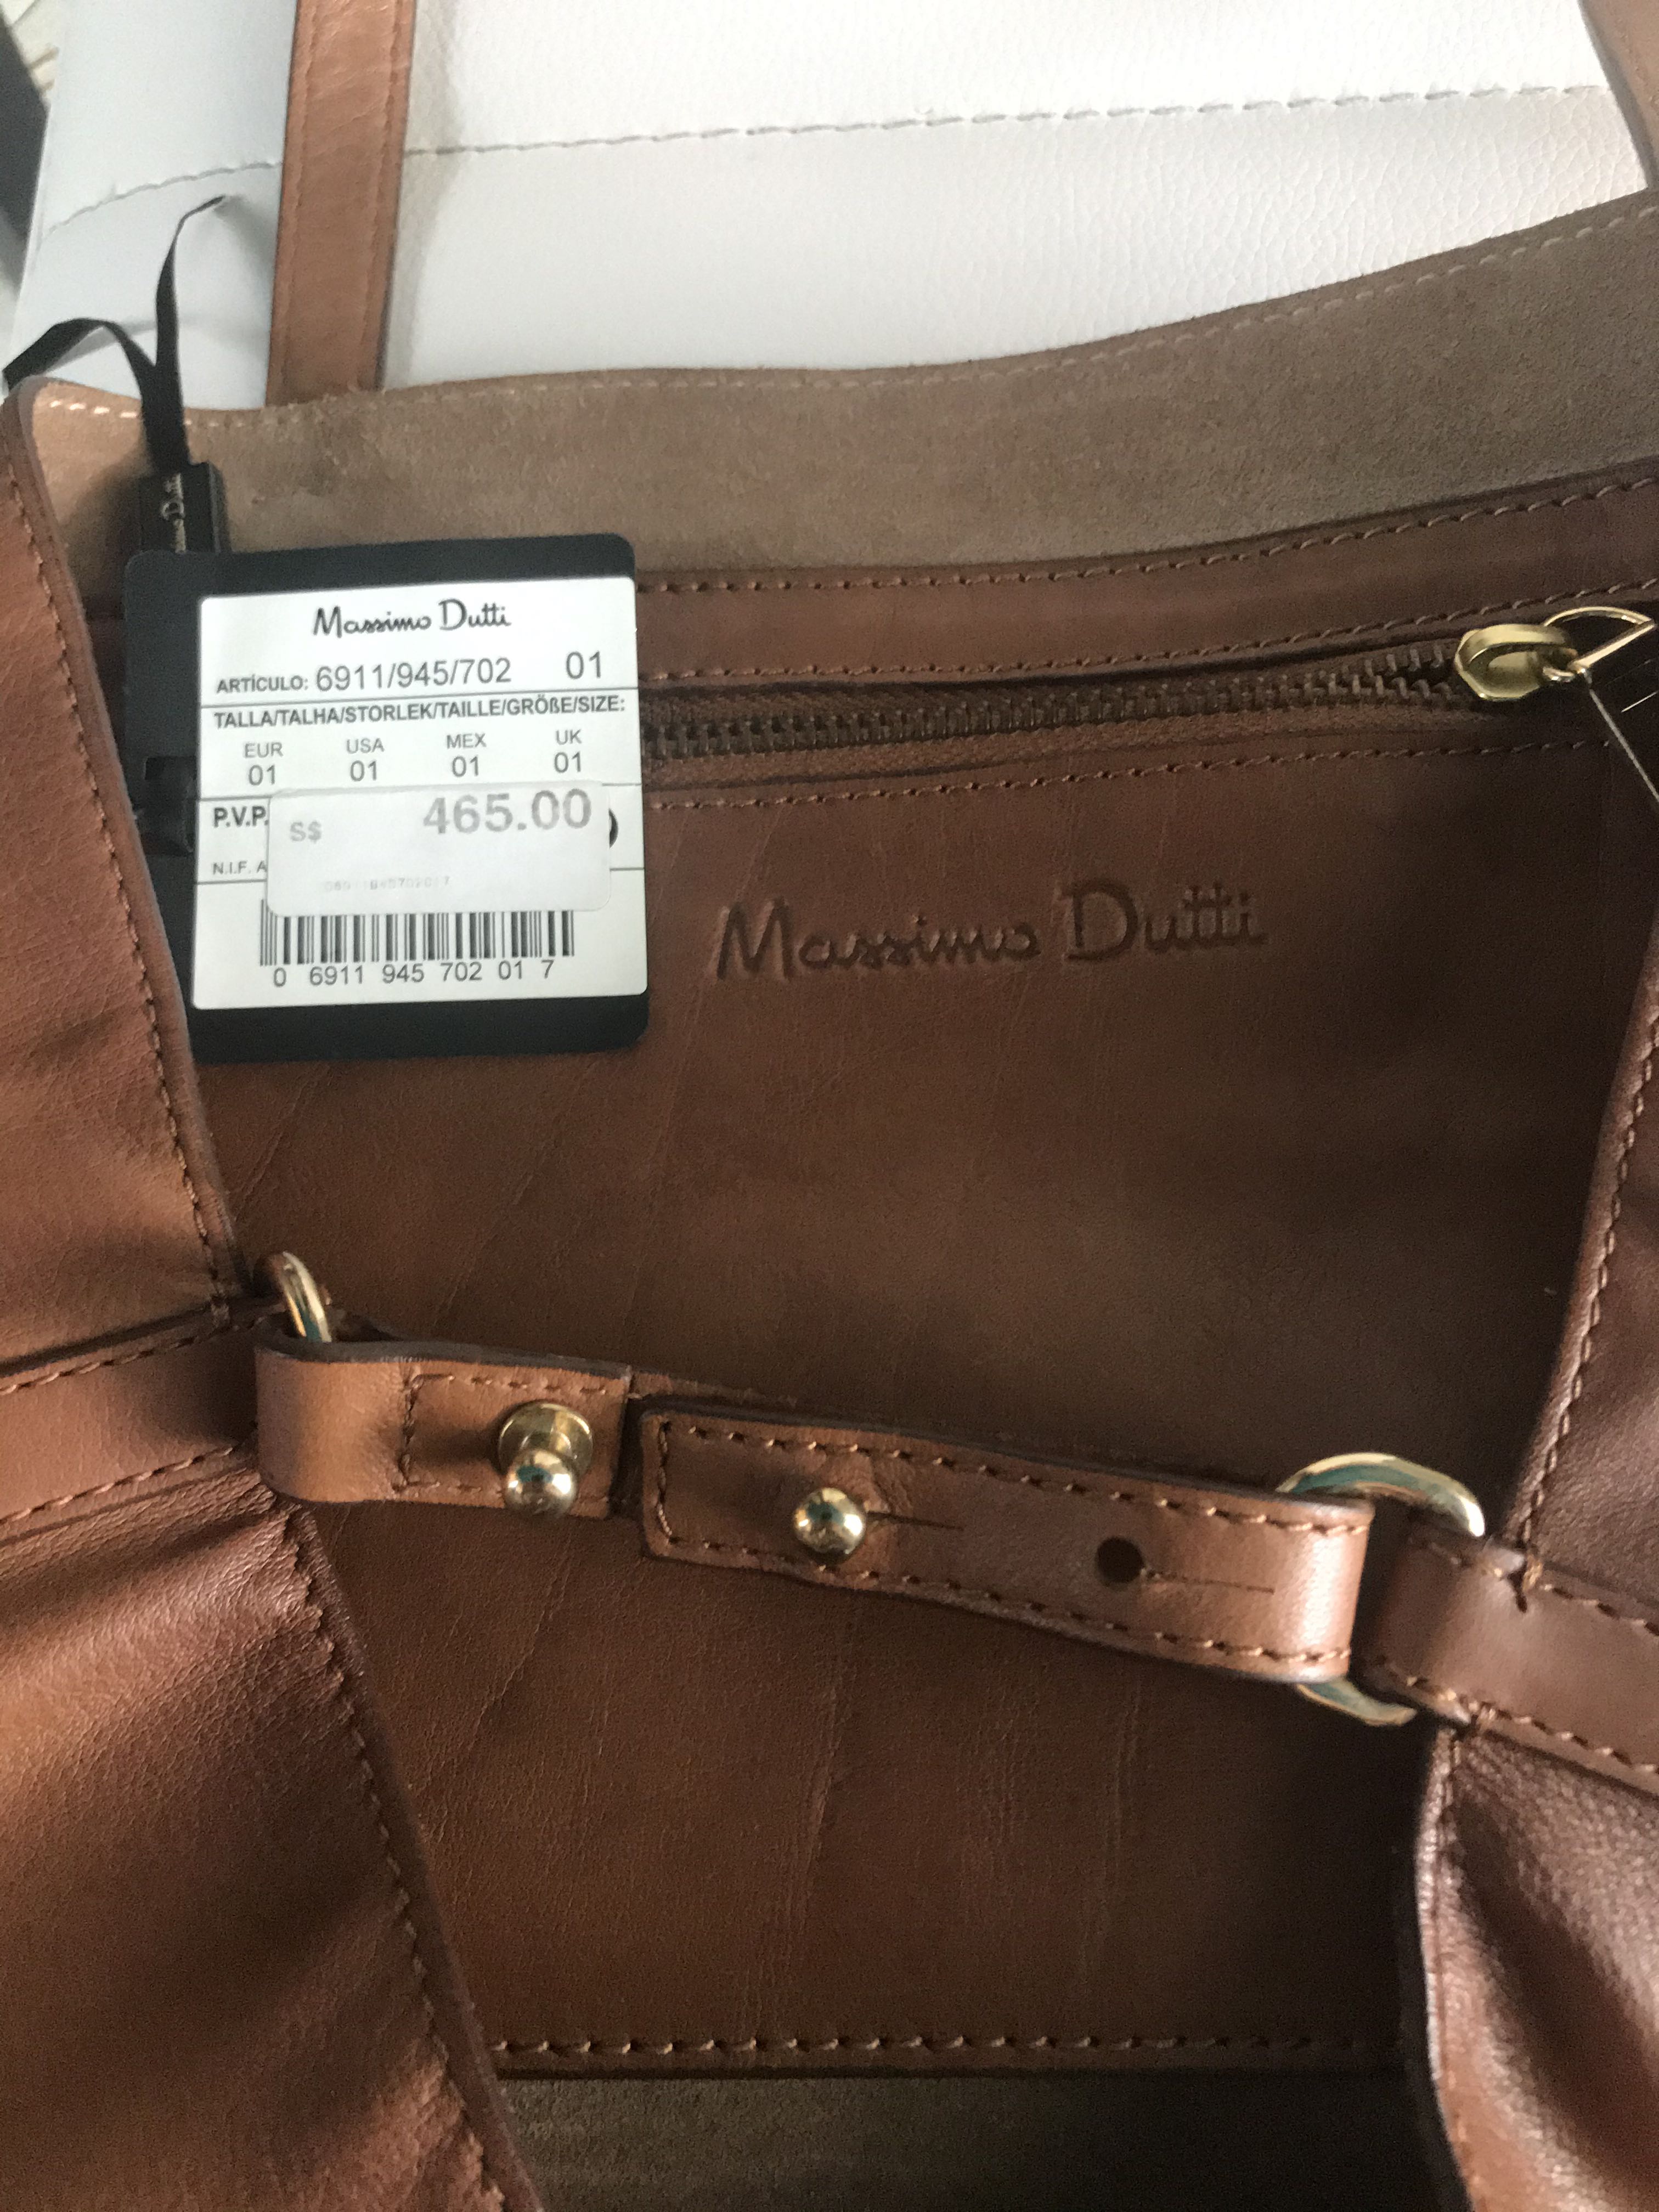 Massimo Dutti
ARTÍCULO: 6911/945/702 01
TALLA/TALHA/STORLEK/TAILLE/GRÖßE/SIZE:
EUR USA MEX UK
01 01 01 01
P.V.P.
S$ 465.00
N.I.F. A
0 6911 945 702 01 7
Massimo Dutti